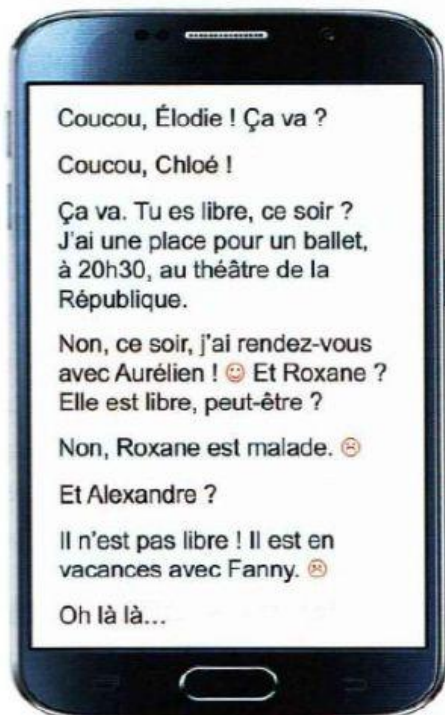 Coucou, Élodie ! Ça va ?
Coucou, Chloé !
Ça va. Tu es libre, ce soir ?
J'ai une place pour un ballet,
à 20h30, au théâtre de la
République.
Non, ce soir, j'ai rendez-vous
avec Aurélien ! ☺ Et Roxane ?
Elle est libre, peut-être ?
Non, Roxane est malade. ☹
Et Alexandre ?
Il n'est pas libre ! Il est en
vacances avec Fanny. ☹
Oh là là...